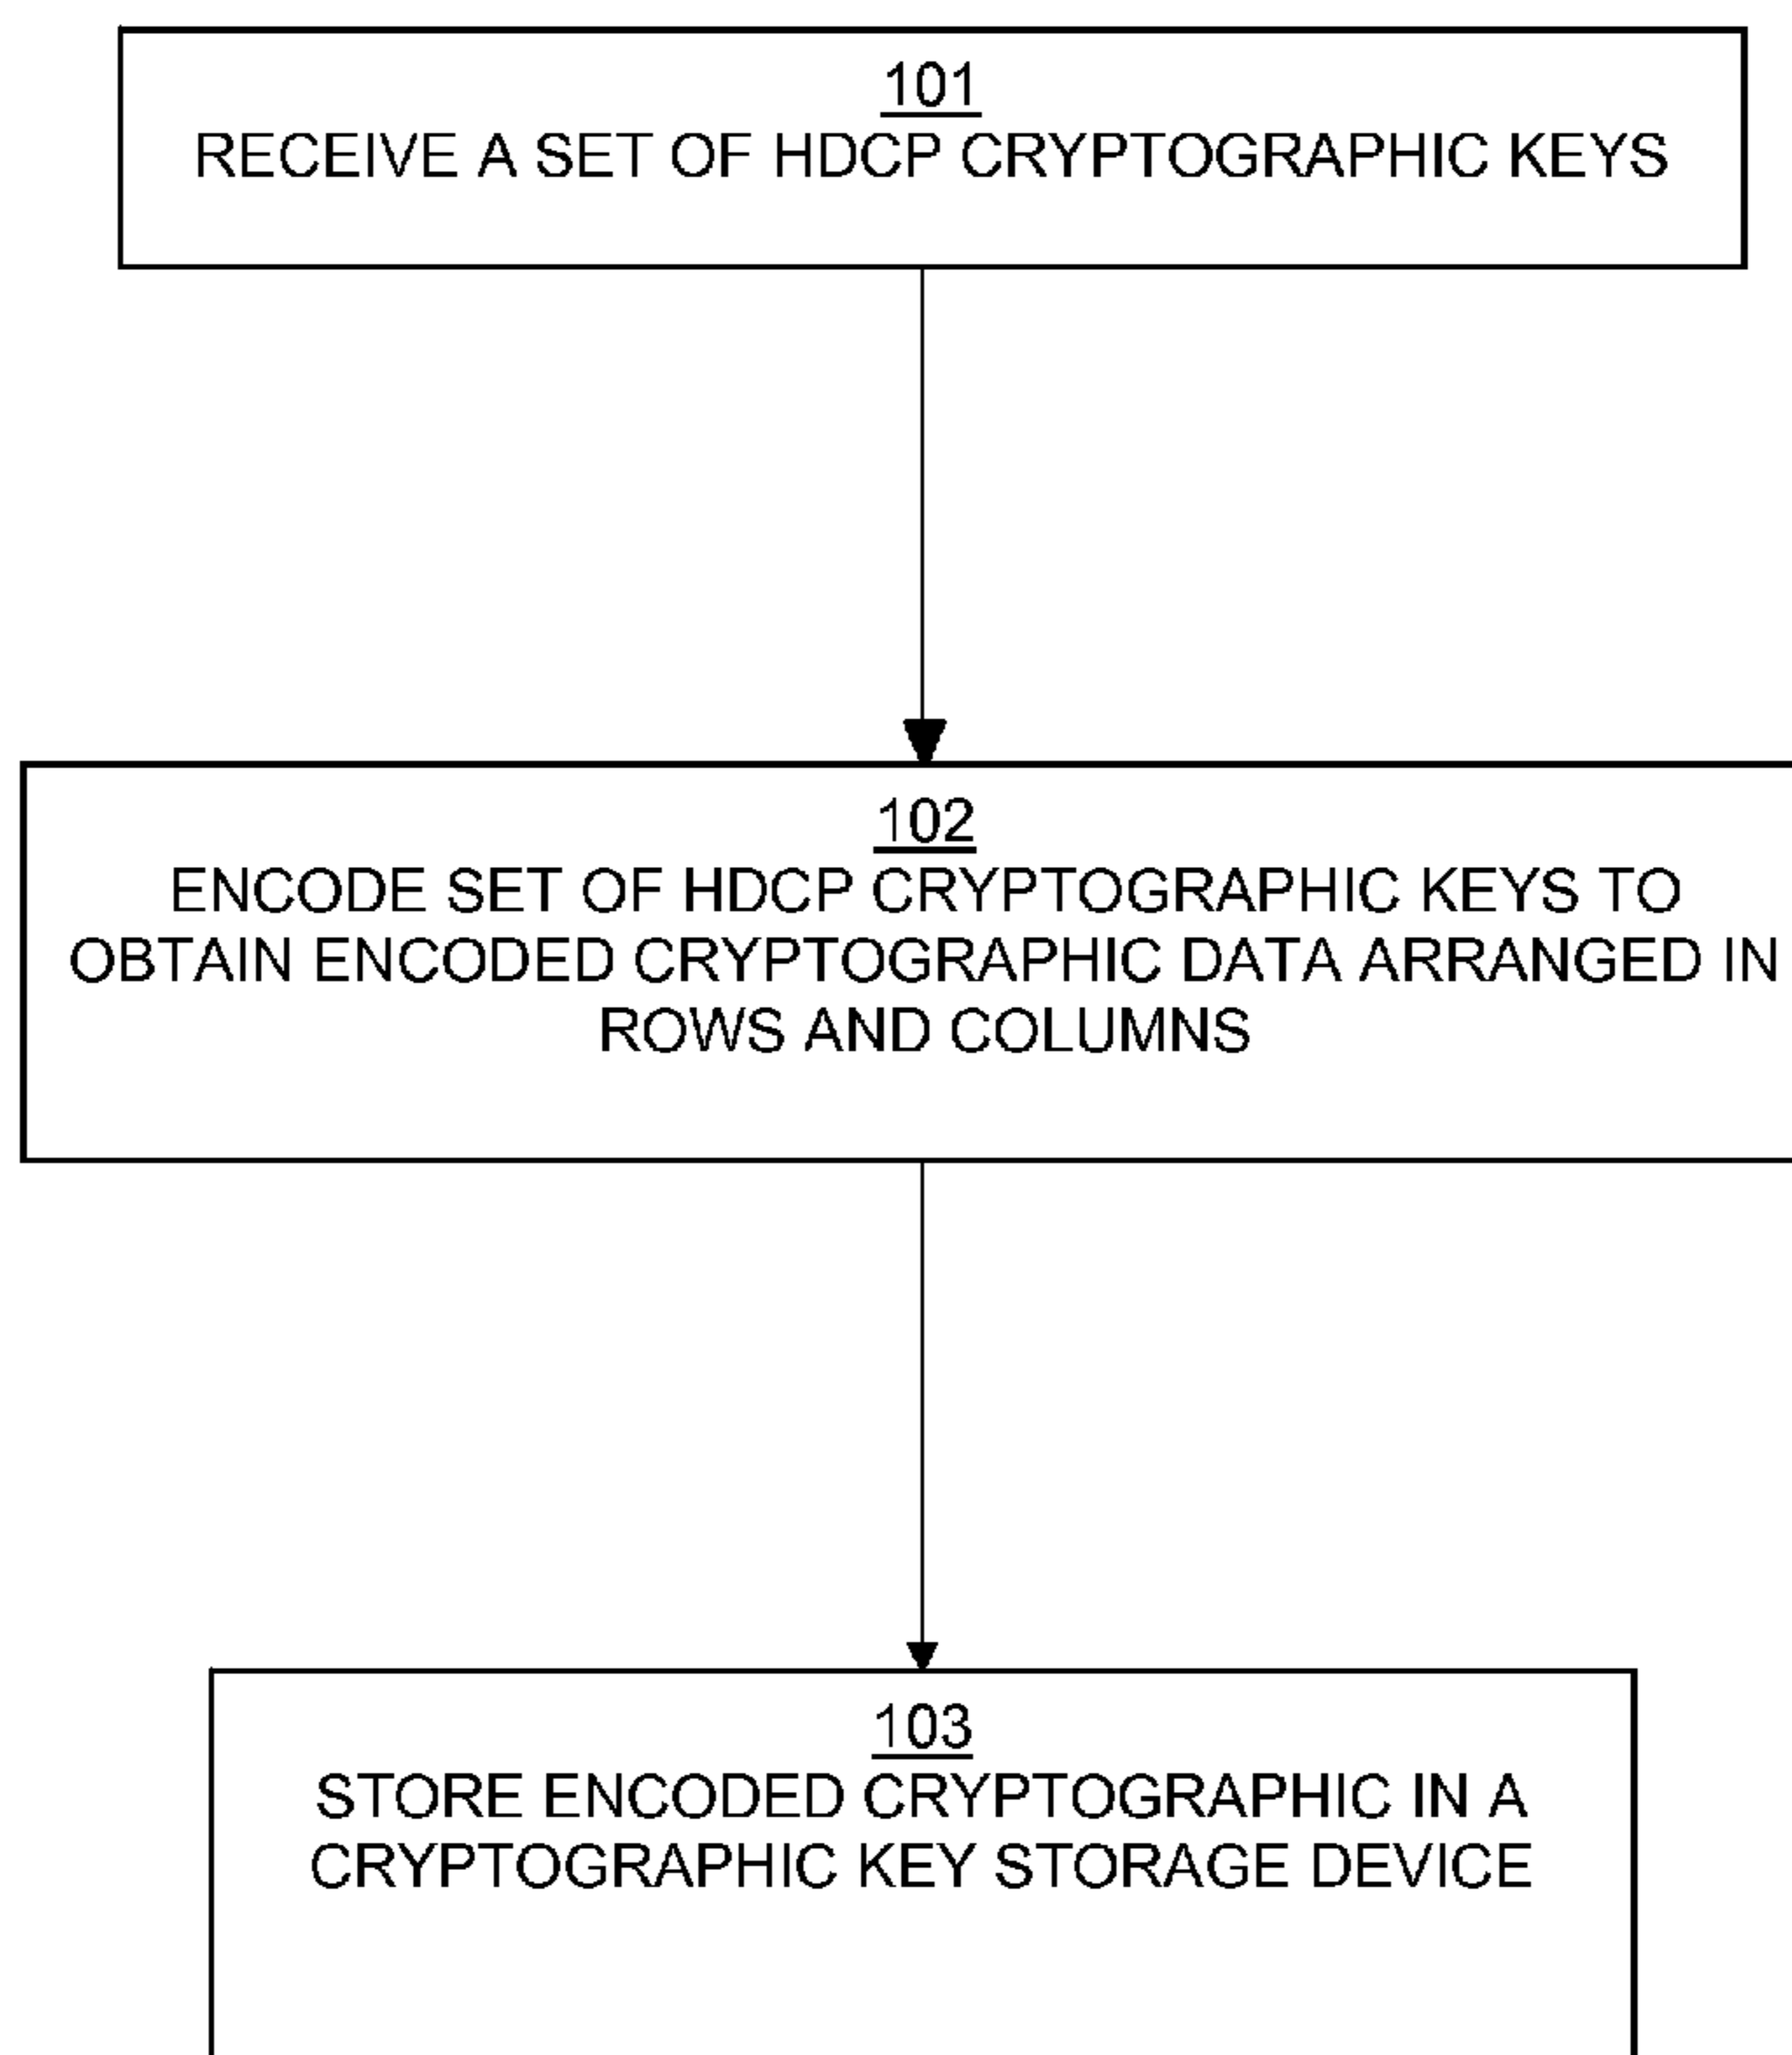 101
RECEIVE A SET OF HDCP CRYPTOGRAPHIC KEYS
102
ENCODE SET OF HDCP CRYPTOGRAPHIC KEYS TO
OBTAIN ENCODED CRYPTOGRAPHIC DATA ARRANGED IN
ROWS AND COLUMNS
103
STORE ENCODED CRYPTOGRAPHIC IN A
CRYPTOGRAPHIC KEY STORAGE DEVICE